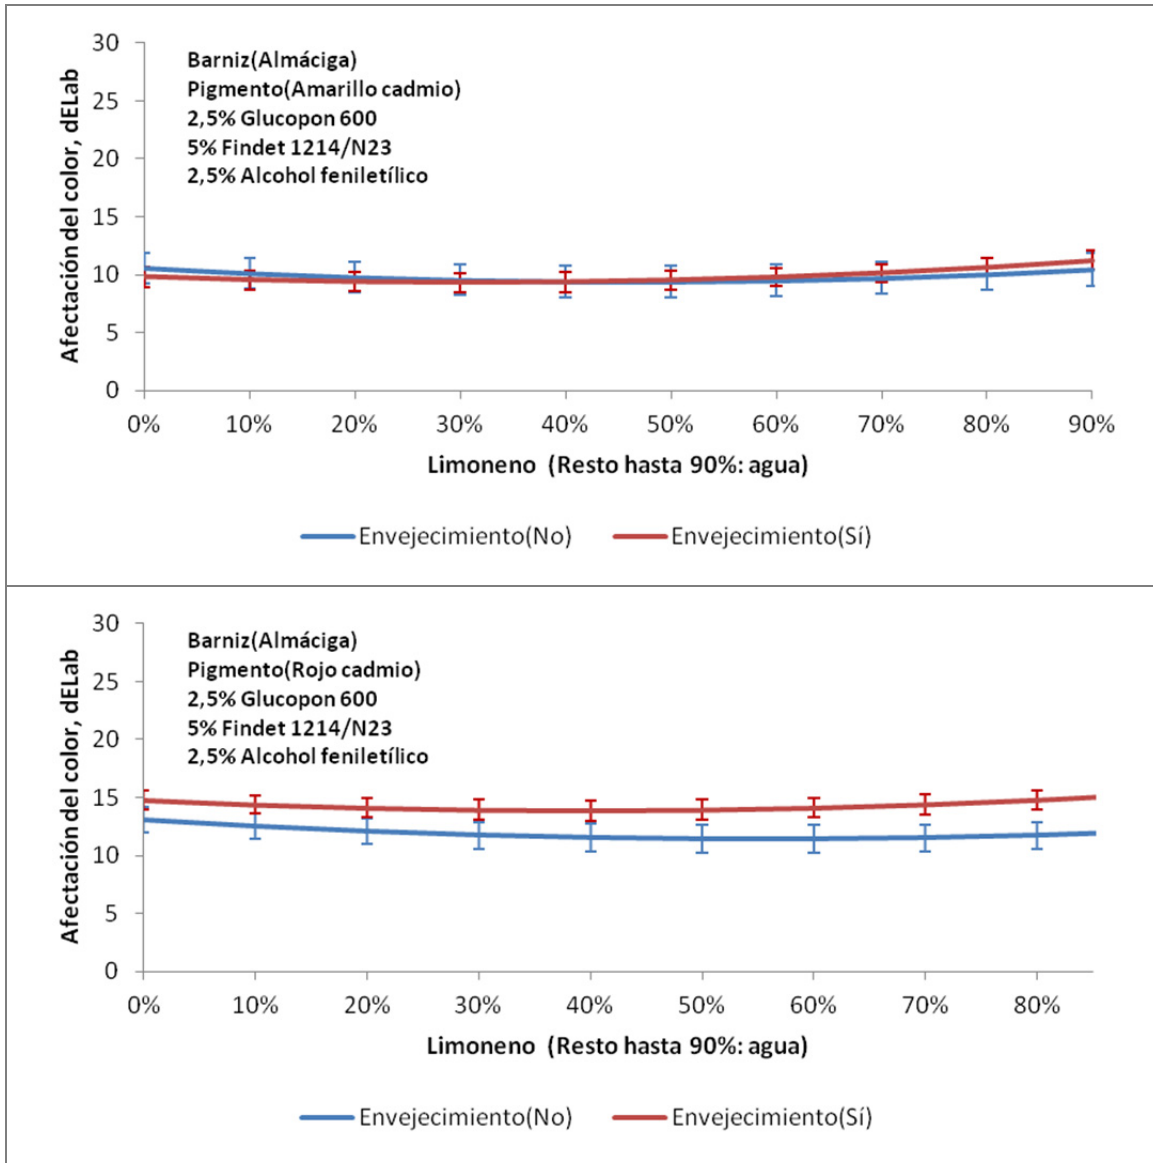 30
25
20
15
10
5
0
Afectación del color, dELab
Barniz(Almáciga)
Pigmento(Amarillo cadmio)
2,5% Glucopon 600
5% Findet 1214/N23
2,5% Alcohol feniletílico
0% 10% 20% 30% 40% 50% 60% 70% 80% 90%
Limoneno (Resto hasta 90%: agua)
Envejecimiento(No) Envejecimiento(Sí)
30
25
20
15
10
5
0
Afectación del color, dELab
Barniz(Almáciga)
Pigmento(Rojo cadmio)
2,5% Glucopon 600
5% Findet 1214/N23
2,5% Alcohol feniletílico
0% 10% 20% 30% 40% 50% 60% 70% 80%
Limoneno (Resto hasta 90%: agua)
Envejecimiento(No) Envejecimiento(Sí)